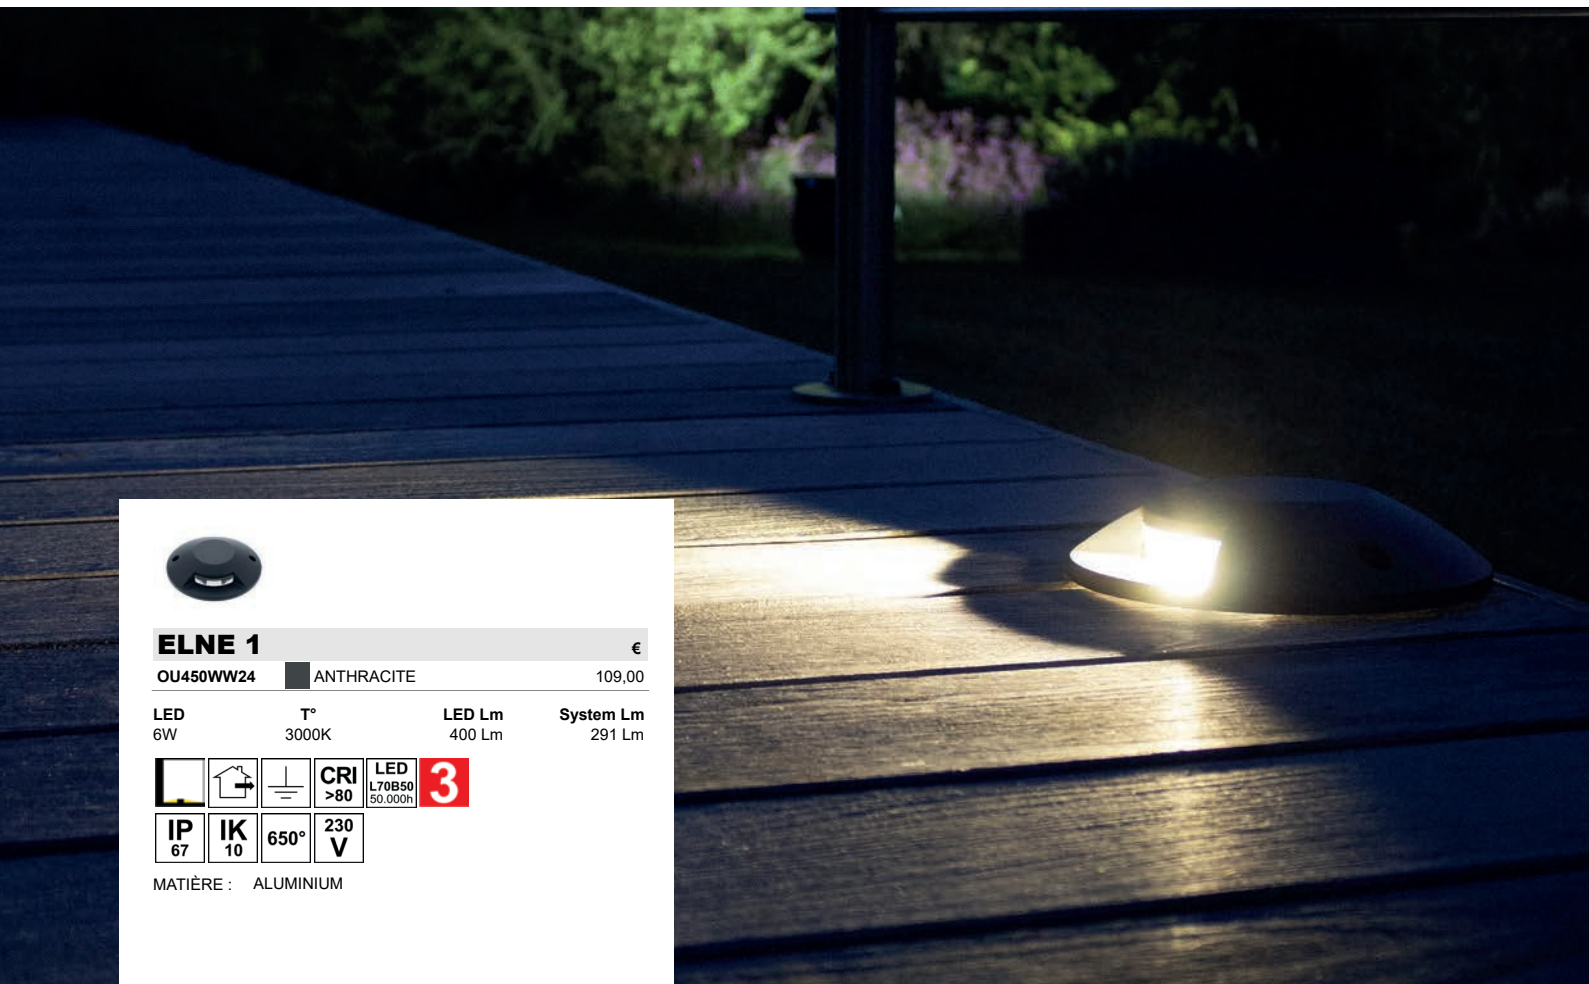 ELNE 1 €
OU450WW24 ANTHRACITE 109,00
LED T° LED Lm System Lm
6W 3000K 400 Lm 291 Lm
CRI LED 3
>80 L70B50
50.000h
IP IK 650° 230
67 10 V
MATIÈRE : ALUMINIUM